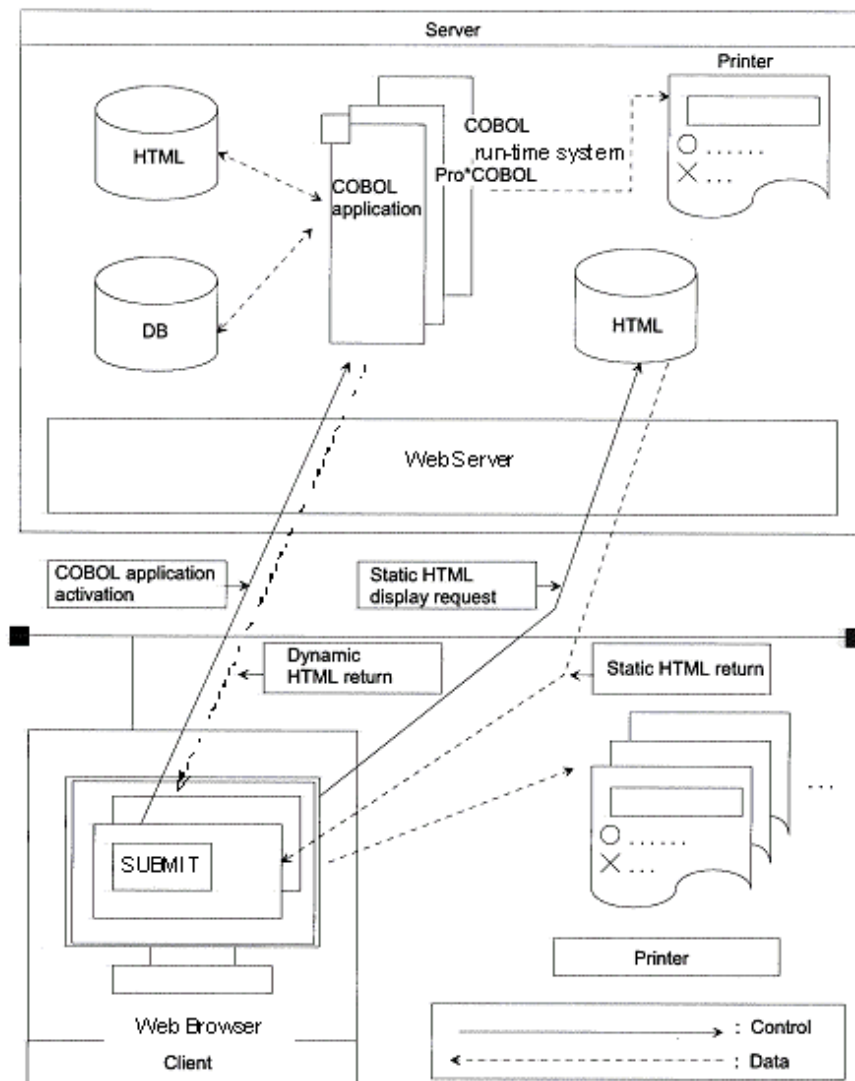 Server
Printer
HTML
COBOL
run-time system
Pro*COBOL
COBOL
application
......
...
DB
HTML
WebServer
COBOL application
activation
Static HTML
display request
Dynamic
HTML return
Static HTML return
...
SUBMIT
......
...
Printer
Web Browser
Client
: Control
: Data